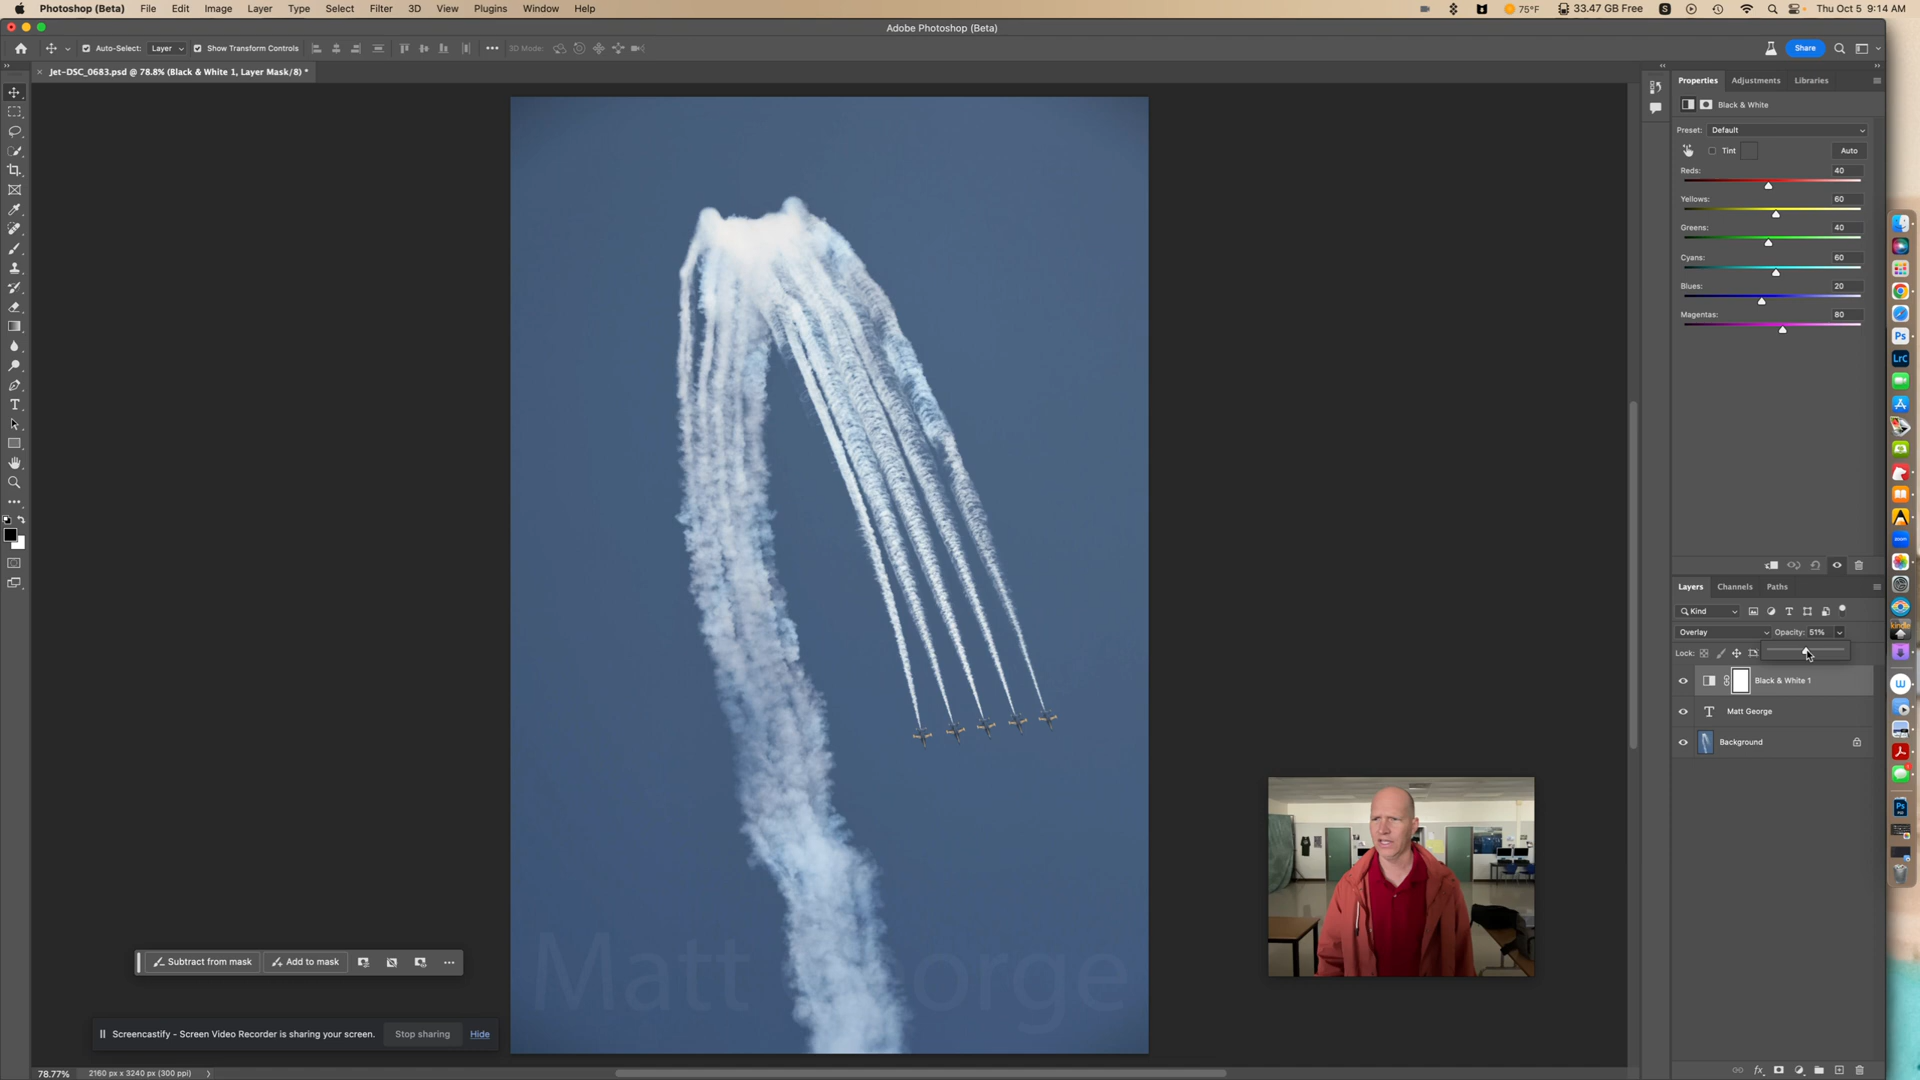 Photoshop (Beta) File Edit Image Layer Type Select Filter 3D View Plugins Window Help 75°F 33.47 GB Free Thu Oct 5 9:14 AM
Adobe Photoshop (Beta)
Auto-Select: Layer Show Transform Controls 3D Mode: Share
Jet-DSC_0683.psd @ 78.8% (Black & White 1, Layer Mask/8) *
Properties Adjustments Libraries
Black & White
Preset: Default
Tint Auto
Reds: 40
Yellows: 60
Greens: 40
Cyans: 60
Blues: 20
Magentas: 80
Layers Channels Paths
Kind
Overlay Opacity: 51%
Lock:
Black & White 1
Matt George
Background
Matt George
Subtract from mask Add to mask
Screencastify - Screen Video Recorder is sharing your screen. Stop sharing Hide
78.77% 2160 px x 3240 px (300 ppi)
Ps
LrC
zoom
kindle
Ps